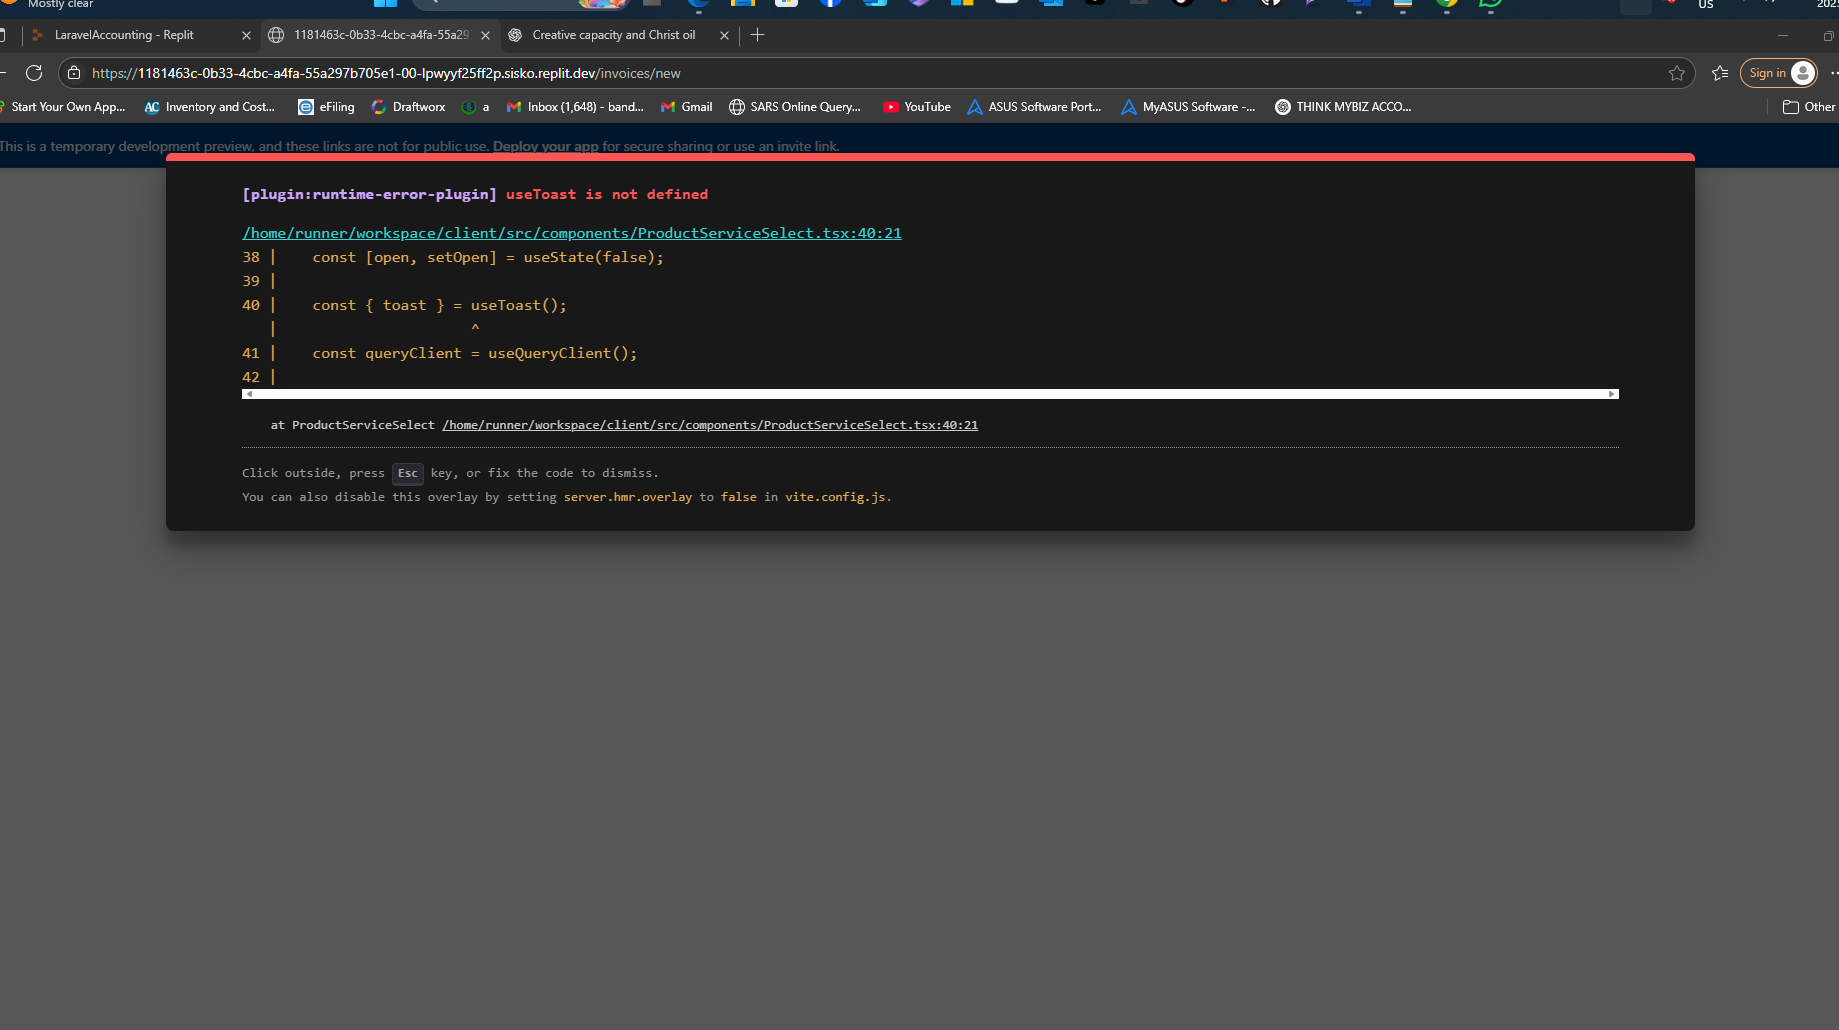 Mostly clear
US
LaravelAccounting - Replit
1181463c-0b33-4cbc-a4fa-55a29
Creative capacity and Christ oil
https://1181463c-0b33-4cbc-a4fa-55a297b705e1-00-lpwyyf25ff2p.sisko.replit.dev/invoices/new
Sign in
Start Your Own App...
AC Inventory and Cost...
eFiling
Draftworx
a
Inbox (1,648) - band...
Gmail
SARS Online Query...
YouTube
ASUS Software Port...
MyASUS Software -...
THINK MYBIZ ACCO...
Other
This is a temporary development preview, and these links are not for public use. Deploy your app for secure sharing or use an invite link.
[plugin:runtime-error-plugin] useToast is not defined
/home/runner/workspace/client/src/components/ProductServiceSelect.tsx:40:21
38 | const [open, setOpen] = useState(false);
39 |
40 | const { toast } = useToast();
| ^
41 | const queryClient = useQueryClient();
42 |
at ProductServiceSelect /home/runner/workspace/client/src/components/ProductServiceSelect.tsx:40:21
Click outside, press Esc key, or fix the code to dismiss.
You can also disable this overlay by setting server.hmr.overlay to false in vite.config.js.